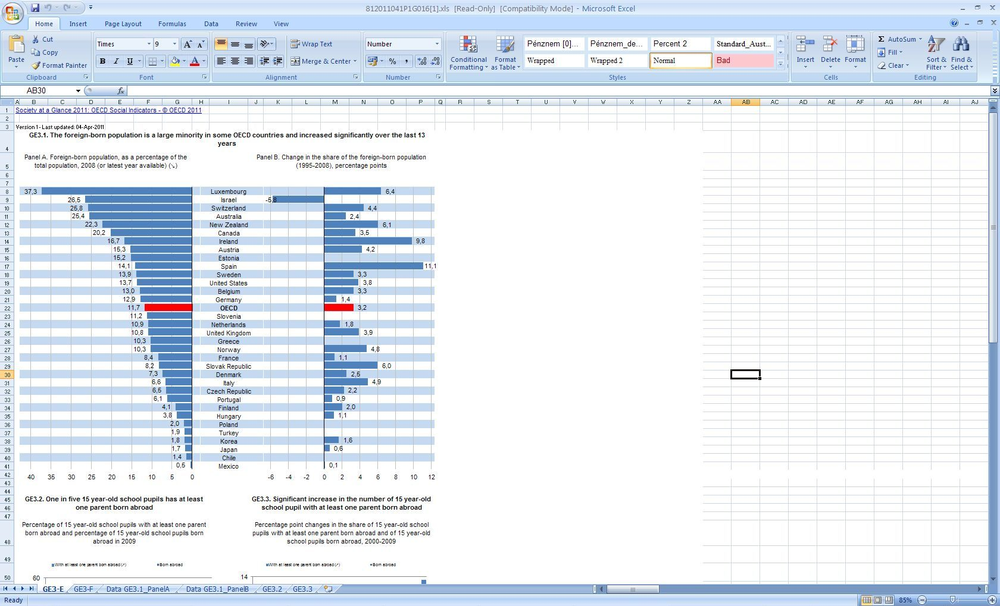 812011041P1G016[1].xls [Read-Only] [Compatibility Mode] - Microsoft Excel
Home Insert Page Layout Formulas Data Review View
Paste
Cut
Copy
Format Painter
Clipboard
Times 9
B I U
Font
Wrap Text
Merge & Center
Alignment
Number
%
Number
Conditional Formatting
Format as Table
Pénznem [0]... Pénznem_de... Percent 2 Standard_Aust...
Wrapped Wrapped 2 Normal Bad
Styles
Insert Delete Format
Cells
AutoSum
Fill
Clear
Sort & Filter
Find & Select
Editing
AB30 fx
A B C D E F G H I J K L M N O P Q R S T U V W X Y Z AA AB AC AD AE AF AG AH AI AJ
1 Society at a Glance 2011: OECD Social Indicators - © OECD 2011
2
3 Version 1 - Last updated: 04-Apr-2011
GE3.1. The foreign-born population is a large minority in some OECD countries and increased significantly over the last 13
4 years
Panel A. Foreign-born population, as a percentage of the
5 total population, 2008 (or latest year available) (↘)
Panel B. Change in the share of the foreign-born population
(1995-2008), percentage points
6
7
8 37,3 Luxembourg 6,4
9 26,5 Israel -5,8
10 25,8 Switzerland 4,4
11 25,4 Australia 2,4
12 22,3 New Zealand 6,1
13 20,2 Canada 3,5
14 16,7 Ireland 9,8
15 15,3 Austria 4,2
16 15,2 Estonia
17 14,1 Spain 11,1
18 13,9 Sweden 3,3
19 13,7 United States 3,8
20 13,0 Belgium 3,3
21 12,9 Germany 1,4
22 11,7 OECD 3,2
23 11,2 Slovenia
24 10,9 Netherlands 1,8
25 10,8 United Kingdom 3,9
26 10,3 Greece
27 10,3 Norway 4,8
28 8,4 France 1,1
29 8,2 Slovak Republic 6,0
30 7,3 Denmark 2,5
31 6,6 Italy 4,9
32 6,5 Czech Republic 2,2
33 6,1 Portugal 0,9
34 4,1 Finland 2,0
35 3,8 Hungary 1,1
36 2,0 Poland
37 1,9 Turkey
38 1,8 Korea 1,6
39 1,7 Japan 0,6
40 1,4 Chile
41 0,5 Mexico 0,1
42 40 35 30 25 20 15 10 5 0 -6 -4 -2 0 2 4 6 8 10 12
43
44
45 GE3.2. One in five 15 year-old school pupils has at least
46 one parent born abroad
GE3.3. Significant increase in the number of 15 year-old
school pupil with at least one parent born abroad
47
Percentage of 15 year-old school pupils with at least one parent
born abroad and percentage of 15 year-old school pupils born
48 abroad in 2009
Percentage point changes in the share of 15 year-old school
pupils with at least one parent born abroad and of 15 year-old
school pupils born abroad, 2000-2009
49 With at least one parent born abroad (↗) Born abroad
With at least one parent born abroad (↗) Born abroad
50 60 14
GE3-E GE3-F Data GE3.1_PanelA Data GE3.1_PanelB GE3.2 GE3.3
Ready 85%